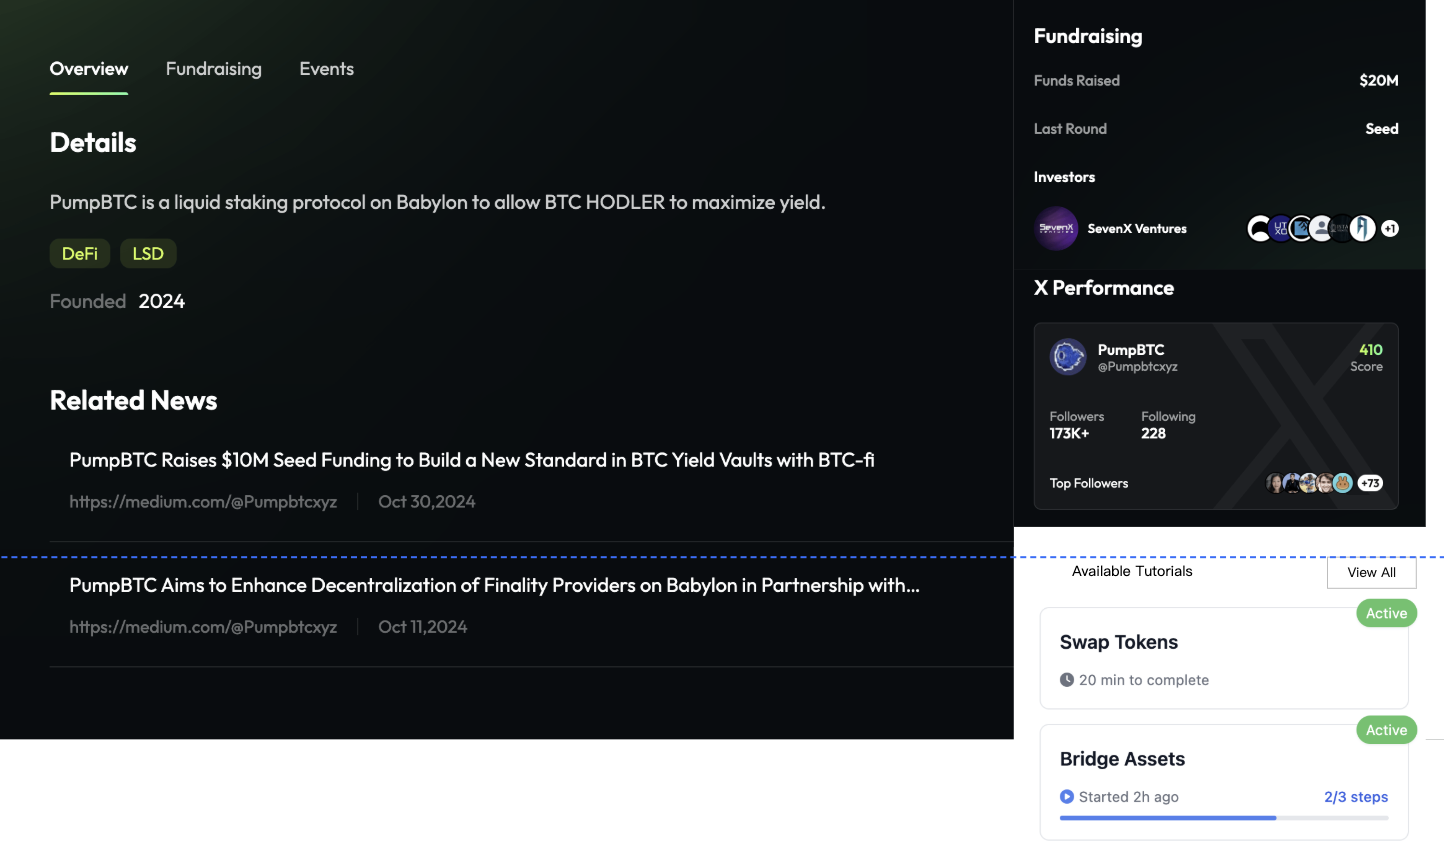 Overview Fundraising Events
Details
PumpBTC is a liquid staking protocol on Babylon to allow BTC HODLER to maximize yield.
DeFi LSD
Founded 2024
Related News
PumpBTC Raises $10M Seed Funding to Build a New Standard in BTC Yield Vaults with BTC-fi
https://medium.com/@Pumpbtcxyz Oct 30,2024
PumpBTC Aims to Enhance Decentralization of Finality Providers on Babylon in Partnership with...
https://medium.com/@Pumpbtcxyz Oct 11,2024
Fundraising
Funds Raised $20M
Last Round Seed
Investors
SevenX
SevenX Ventures
UT
XO
+1
X Performance
PumpBTC 410
@Pumpbtcxyz Score
Followers Following
173K+ 228
Top Followers +73
Available Tutorials View All
Active
Swap Tokens
20 min to complete
Active
Bridge Assets
Started 2h ago 2/3 steps